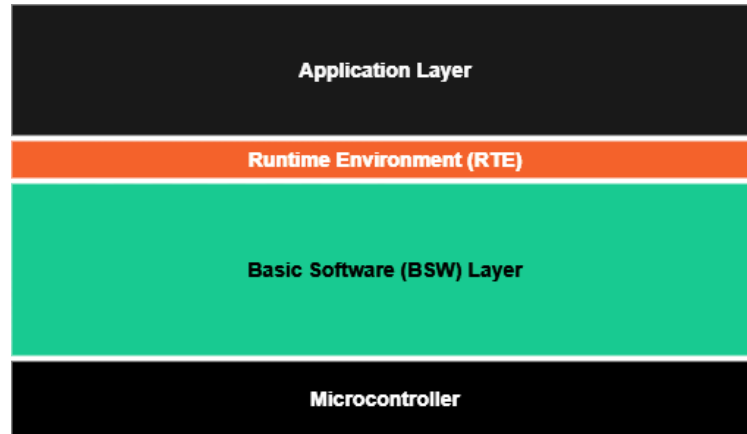 Application Layer
Runtime Environment (RTE)
Basic Software (BSW) Layer
Microcontroller